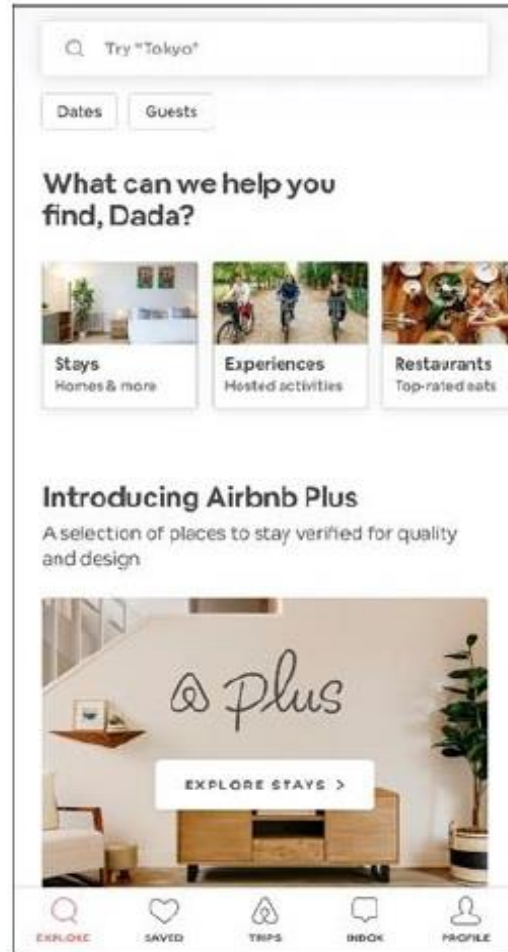 Try "Tokyo"
Dates
Guests
What can we help you
find, Dada?
Stays
Homes & more
Experiences
Hosted activities
Restaurants
Top-rated eats
Introducing Airbnb Plus
A selection of places to stay verified for quality
and design
plus
EXPLORE STAYS >
EXPLORE
SAVED
TRIPS
INBOX
PROFILE